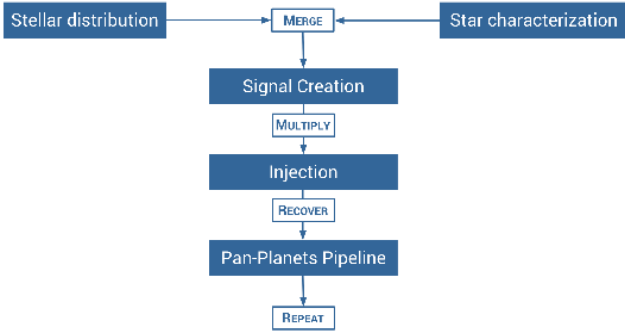 Stellar distribution
MERGE
Star characterization
Signal Creation
MULTIPLY
Injection
RECOVER
Pan-Planets Pipeline
REPEAT